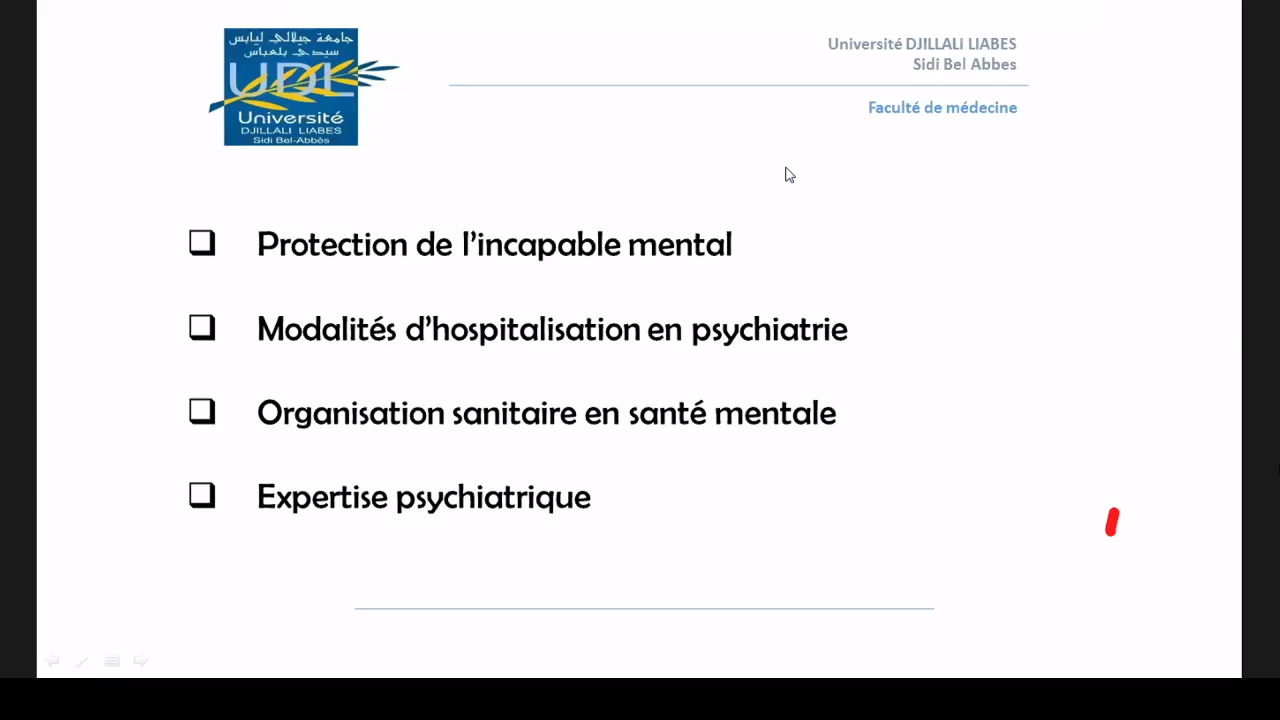 جامعة جيلالي ليابس
سيدي بلعباس
UDL
Université
DJILLALI LIABES
Sidi Bel-Abbès
Université DJILLALI LIABES
Sidi Bel Abbes
Faculté de médecine
Protection de l’incapable mental
Modalités d’hospitalisation en psychiatrie
Organisation sanitaire en santé mentale
Expertise psychiatrique